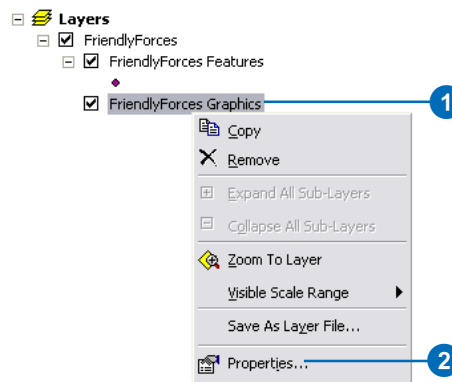 Layers
FriendlyForces
FriendlyForces Features
FriendlyForces Graphics
1
Copy
Remove
Expand All Sub-Layers
Collapse All Sub-Layers
Zoom To Layer
Visible Scale Range
Save As Layer File...
Properties...
2